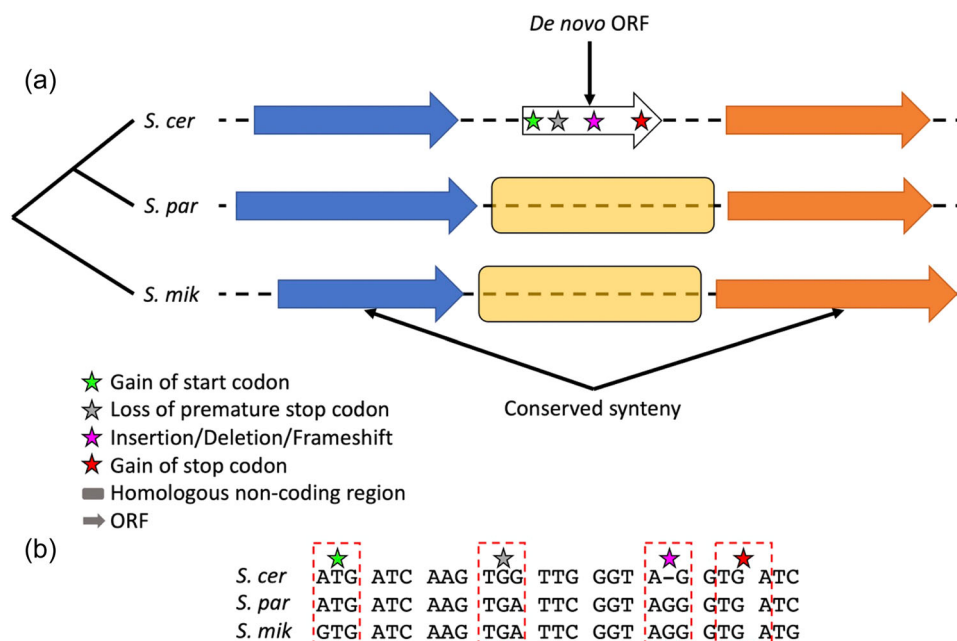 De novo ORF
(a)
S. cer
S. par
S. mik
Gain of start codon
Loss of premature stop codon
Insertion/Deletion/Frameshift
Gain of stop codon
Homologous non-coding region
ORF
Conserved synteny
(b)
S. cer ATG ATC AAG TGG TTG GGT A-G GTG ATC
S. par ATG ATC AAG TGA TTC GGT AGG GTG ATC
S. mik GTG ATC AAG TGA TTC GGT AGG GTG ATG